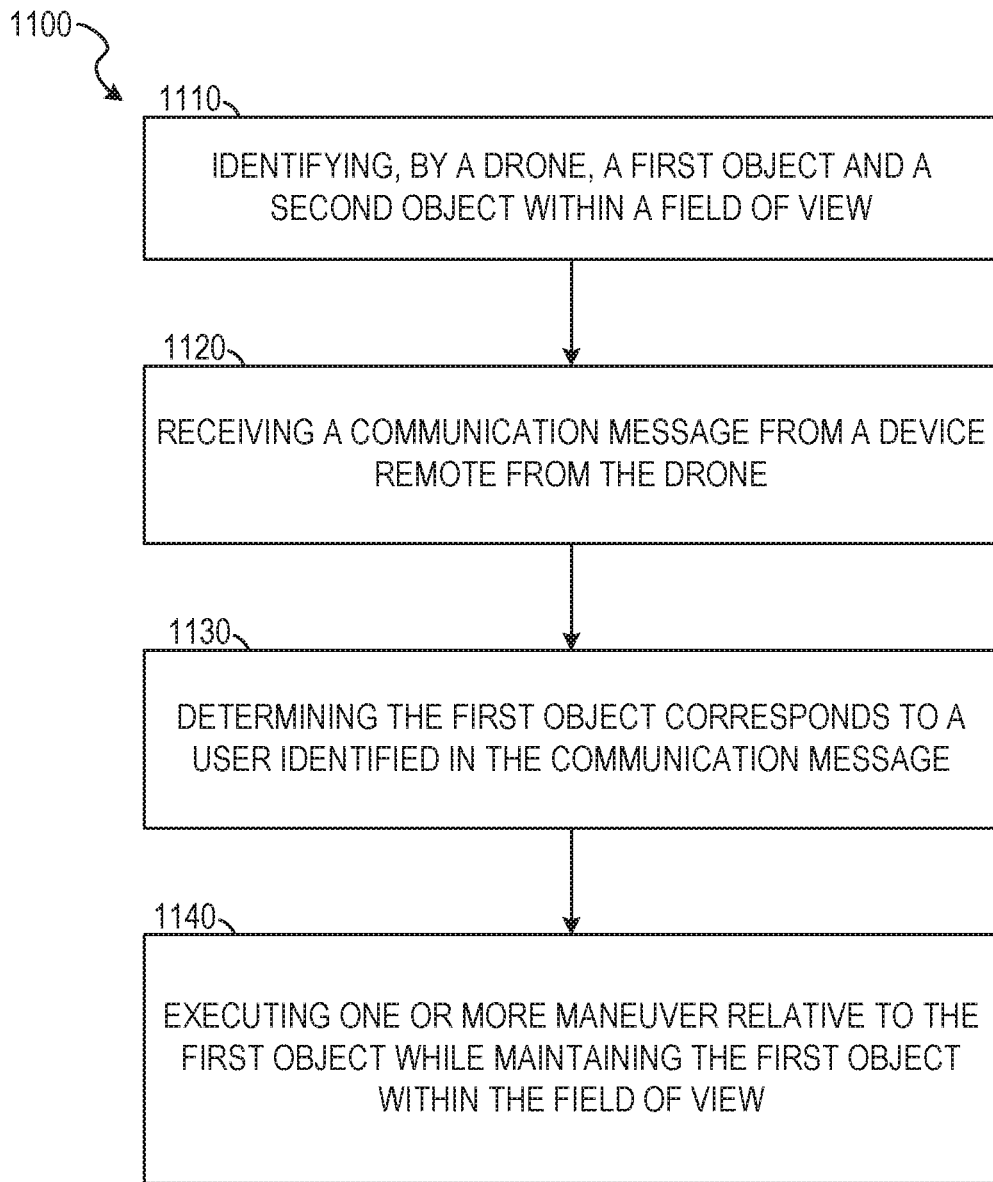 1100
1110
IDENTIFYING, BY A DRONE, A FIRST OBJECT AND A
SECOND OBJECT WITHIN A FIELD OF VIEW
1120
RECEIVING A COMMUNICATION MESSAGE FROM A DEVICE
REMOTE FROM THE DRONE
1130
DETERMINING THE FIRST OBJECT CORRESPONDS TO A
USER IDENTIFIED IN THE COMMUNICATION MESSAGE
1140
EXECUTING ONE OR MORE MANEUVER RELATIVE TO THE
FIRST OBJECT WHILE MAINTAINING THE FIRST OBJECT
WITHIN THE FIELD OF VIEW